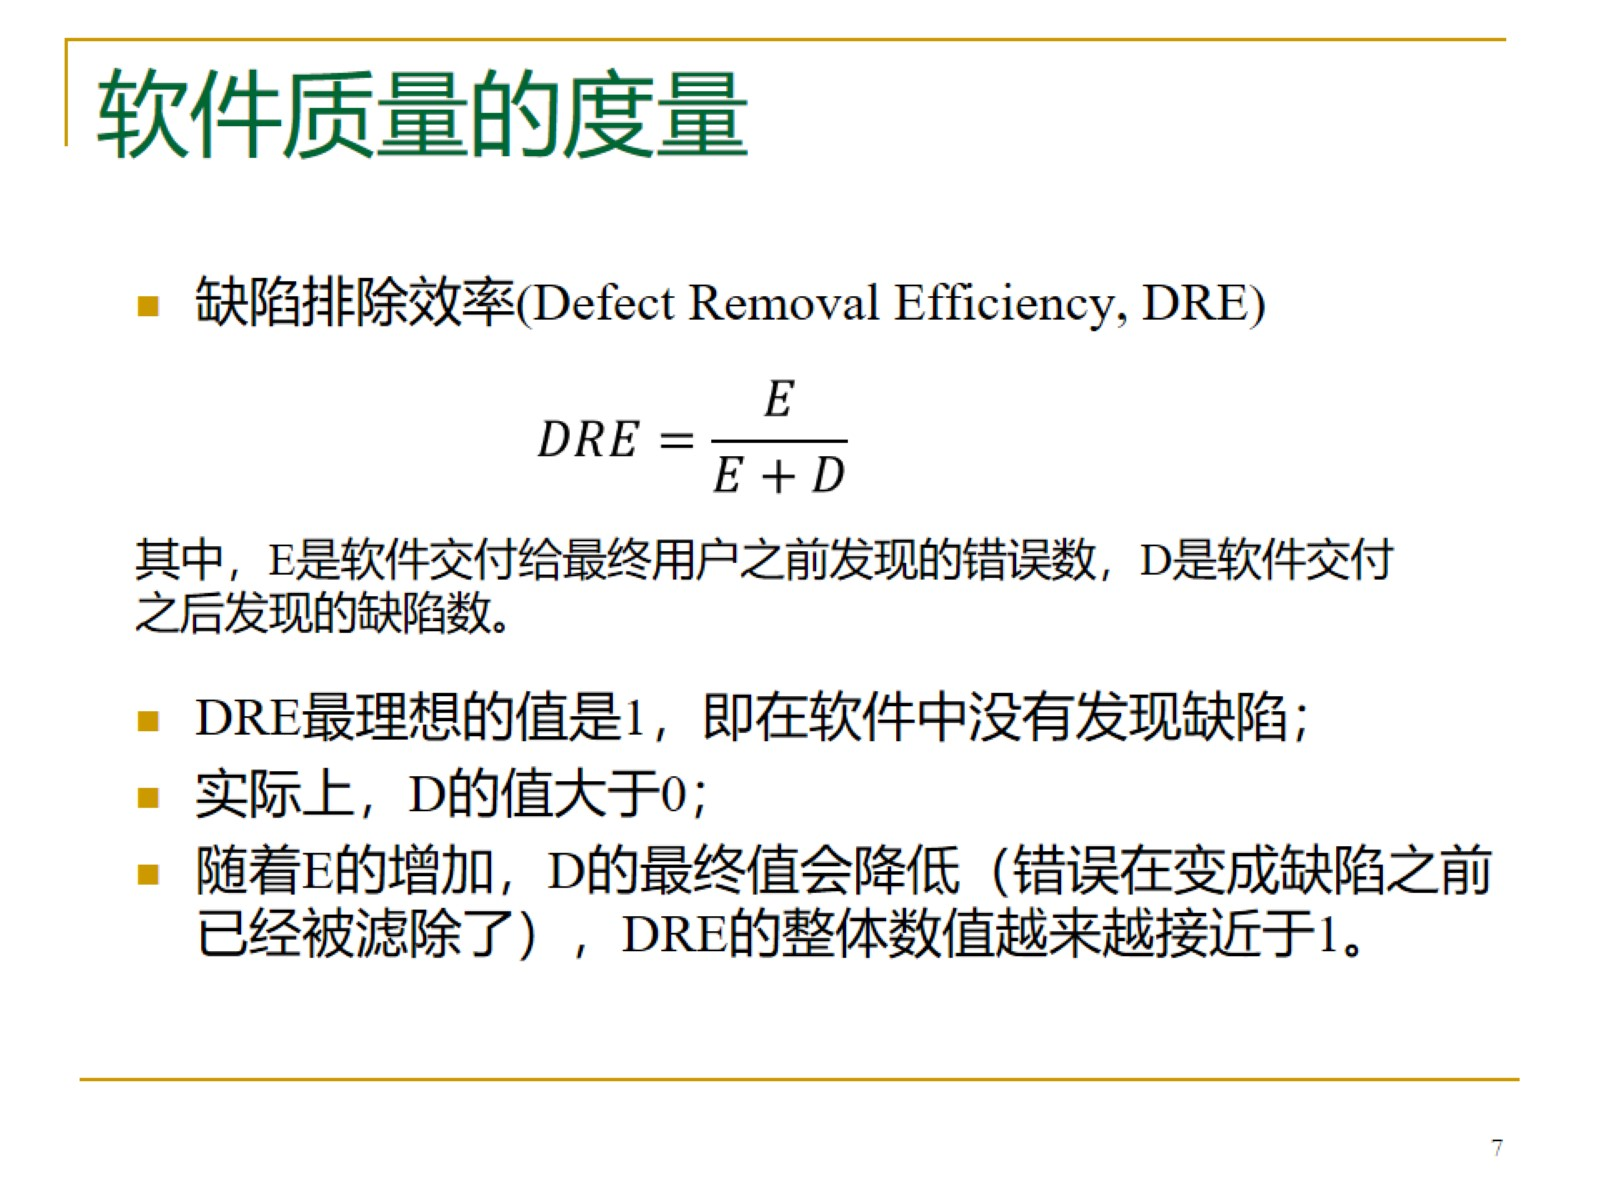 软件质量的度量
缺陷排除效率(Defect Removal Efficiency, DRE)
DRE = E / (E + D)
其中，E是软件交付给最终用户之前发现的错误数，D是软件交付
之后发现的缺陷数。
DRE最理想的值是1，即在软件中没有发现缺陷；
实际上，D的值大于0；
随着E的增加，D的最终值会降低（错误在变成缺陷之前
已经被滤除了），DRE的整体数值越来越接近于1。
7